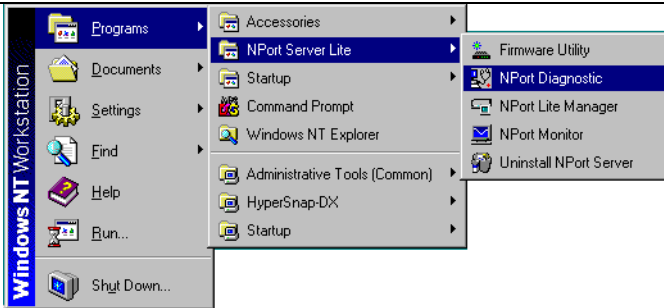 Windows NT Workstation
Programs
Documents
Settings
Find
Help
Run...
Shut Down...
Accessories
NPort Server Lite
Startup
Command Prompt
Windows NT Explorer
Administrative Tools (Common)
HyperSnap-DX
Startup
Firmware Utility
NPort Diagnostic
NPort Lite Manager
NPort Monitor
Uninstall NPort Server